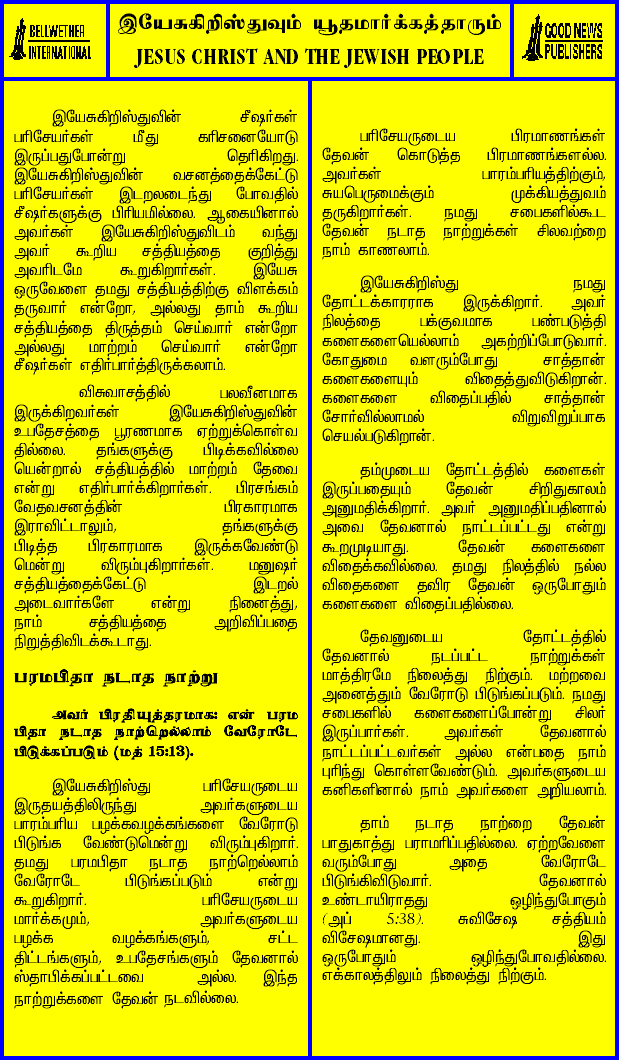 BELLWETHER
INTERNATIONAL
இயேசுகிறிஸ்துவும் யூதமார்க்கத்தாரும்
JESUS CHRIST AND THE JEWISH PEOPLE
GOOD NEWS
PUBLISHERS
இயேசுகிறிஸ்துவின் சீஷர்கள்
பரிசேயர்கள் மீது கரிசனையோடு
இருப்பதுபோன்று தெரிகிறது.
இயேசுகிறிஸ்துவின் வசனத்தைக்கேட்டு
பரிசேயர்கள் இடறலடைந்து போவதில்
சீஷர்களுக்கு பிரியமில்லை. ஆகையினால்
அவர்கள் இயேசுகிறிஸ்துவிடம் வந்து
அவர் கூறிய சத்தியத்தை குறித்து
அவரிடமே கூறுகிறார்கள். இயேசு
ஒருவேளை தமது சத்தியத்திற்கு விளக்கம்
தருவார் என்றோ, அல்லது தாம் கூறிய
சத்தியத்தை திருத்தம் செய்வார் என்றோ
அல்லது மாற்றம் செய்வார் என்றோ
சீஷர்கள் எதிர்பார்த்திருக்கலாம்.
விசுவாசத்தில் பலவீனமாக
இருக்கிறவர்கள் இயேசுகிறிஸ்துவின்
உபதேசத்தை பூரணமாக ஏற்றுக்கொள்வ
தில்லை. தங்களுக்கு பிடிக்கவில்லை
யென்றால் சத்தியத்தில் மாற்றம் தேவை
என்று எதிர்பார்க்கிறார்கள். பிரசங்கம்
வேதவசனத்தின் பிரகாரமாக
இராவிட்டாலும், தங்களுக்கு
பிடித்த பிரகாரமாக இருக்கவேண்டு
மென்று விரும்புகிறார்கள். மனுஷர்
சத்தியத்தைக்கேட்டு இடறல்
அடைவார்களே என்று நினைத்து,
நாம் சத்தியத்தை அறிவிப்பதை
நிறுத்திவிடக்கூடாது.
பரமபிதா நடாத நாற்று
அவர் பிரதியுத்தரமாக: என் பரம
பிதா நடாத நாற்றெல்லாம் வேரோடே
பிடுக்கப்படும் (மத் 15:13).
இயேசுகிறிஸ்து பரிசேயருடைய
இருதயத்திலிருந்து அவர்களுடைய
பாரம்பரிய பழக்கவழக்கங்களை வேரோடு
பிடுங்க வேண்டுமென்று விரும்புகிறார்.
தமது பரமபிதா நடாத நாற்றெல்லாம்
வேரோடே பிடுங்கப்படும் என்று
கூறுகிறார். பரிசேயருடைய
மார்க்கமும், அவர்களுடைய
பழக்க வழக்கங்களும், சட்ட
திட்டங்களும், உபதேசங்களும் தேவனால்
ஸ்தாபிக்கப்பட்டவை அல்ல. இந்த
நாற்றுக்களை தேவன் நடவில்லை.
பரிசேயருடைய பிரமாணங்கள்
தேவன் கொடுத்த பிரமாணங்களல்ல.
அவர்கள் பாரம்பரியத்திற்கும்,
சுயபெருமைக்கும் முக்கியத்துவம்
தருகிறார்கள். நமது சபைகளில்கூட
தேவன் நடாத நாற்றுக்கள் சிலவற்றை
நாம் காணலாம்.
இயேசுகிறிஸ்து நமது
தோட்டக்காரராக இருக்கிறார். அவர்
நிலத்தை பக்குவமாக பண்படுத்தி
களைகளையெல்லாம் அகற்றிப்போடுவார்.
கோதுமை வளரும்போது சாத்தான்
களைகளையும் விதைத்துவிடுகிறான்.
களைகளை விதைப்பதில் சாத்தான்
சோர்வில்லாமல் விறுவிறுப்பாக
செயல்படுகிறான்.
தம்முடைய தோட்டத்தில் களைகள்
இருப்பதையும் தேவன் சிறிதுகாலம்
அனுமதிக்கிறார். அவர் அனுமதிப்பதினால்
அவை தேவனால் நாட்டப்பட்டது என்று
கூறமுடியாது. தேவன் களைகளை
விதைக்கவில்லை. தமது நிலத்தில் நல்ல
விதைகளை தவிர தேவன் ஒருபோதும்
களைகளை விதைப்பதில்லை.
தேவனுடைய தோட்டத்தில்
தேவனால் நடப்பட்ட நாற்றுக்கள்
மாத்திரமே நிலைத்து நிற்கும். மற்றவை
அனைத்தும் வேரோடு பிடுங்கப்படும். நமது
சபைகளில் களைகளைப்போன்று சிலர்
இருப்பார்கள். அவர்கள் தேவனால்
நாட்டப்பட்டவர்கள் அல்ல என்பதை நாம்
புரிந்து கொள்ளவேண்டும். அவர்களுடைய
கனிகளினால் நாம் அவர்களை அறியலாம்.
தாம் நடாத நாற்றை தேவன்
பாதுகாத்து பராமரிப்பதில்லை. ஏற்றவேளை
வரும்போது அதை வேரோடே
பிடுங்கிவிடுவார். தேவனால்
உண்டாயிராதது ஒழிந்துபோகும்
(அப் 5:38). சுவிசேஷ சத்தியம்
விசேஷமானது. இது
ஒருபோதும் ஒழிந்துபோவதில்லை.
எக்காலத்திலும் நிலைத்து நிற்கும்.